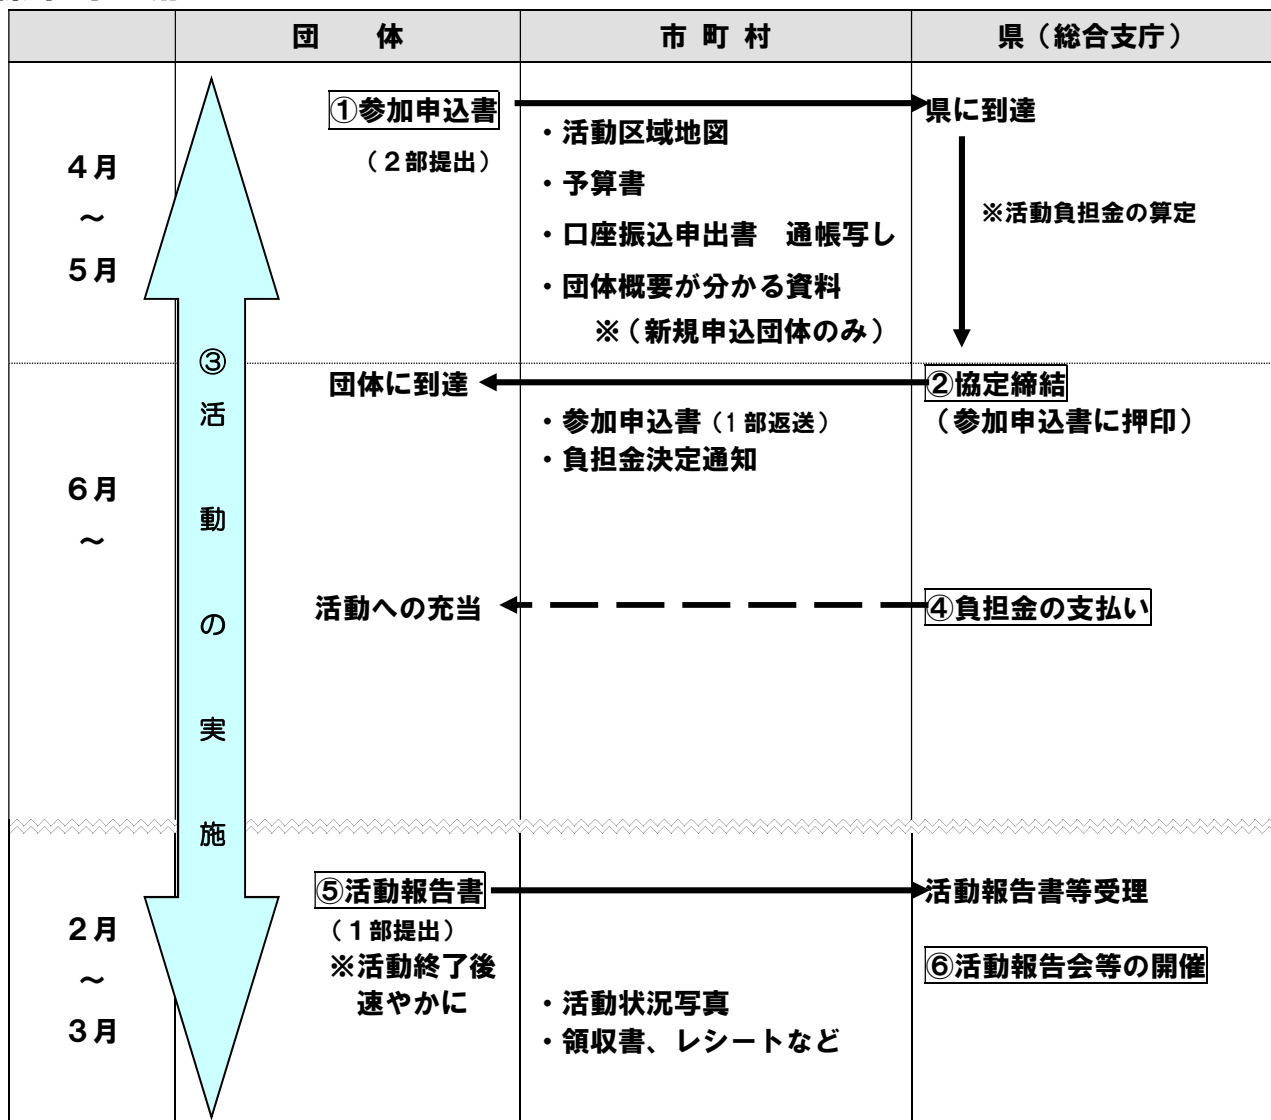 団　体
市 町 村
県（総合支庁）
４月
～
５月
①参加申込書
（２部提出）
・活動区域地図
・予算書
・口座振込申出書　通帳写し
・団体概要が分かる資料
※（新規申込団体のみ）
県に到達
※活動負担金の算定
③活動の実施
６月
～
団体に到達
・参加申込書（1 部返送）
・負担金決定通知
②協定締結
（参加申込書に押印）
活動への充当
④負担金の支払い
２月
～
３月
⑤活動報告書
（１部提出）
※活動終了後
速やかに
・活動状況写真
・領収書、レシートなど
活動報告書等受理
⑥活動報告会等の開催